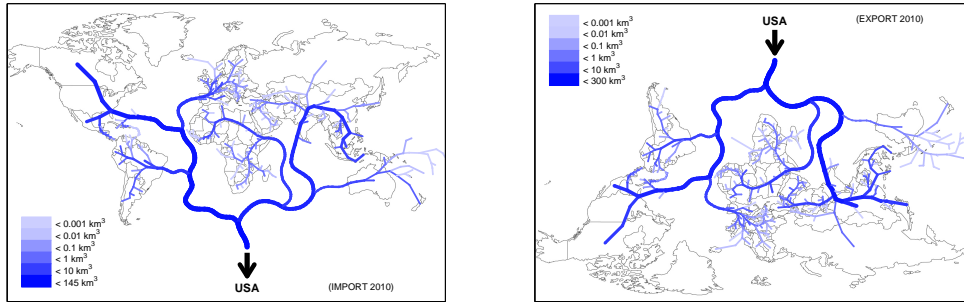 < 0.001 km³
< 0.01 km³
< 0.1 km³
< 1 km³
< 10 km³
< 145 km³
USA
(IMPORT 2010)
USA
(EXPORT 2010)
< 0.001 km³
< 0.01 km³
< 0.1 km³
< 1 km³
< 10 km³
< 300 km³